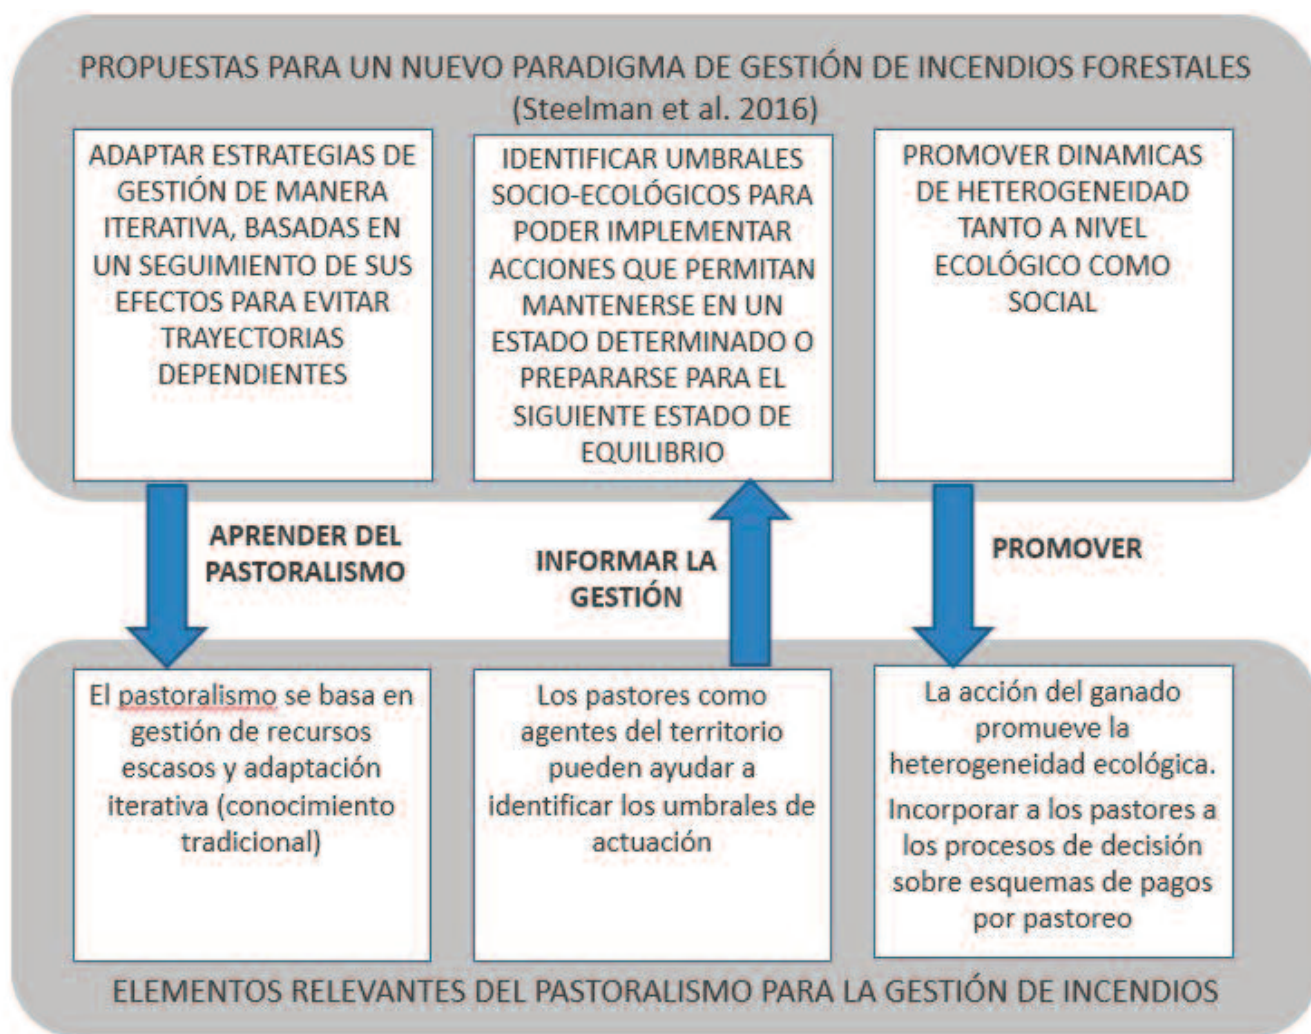 PROPUESTAS PARA UN NUEVO PARADIGMA DE GESTIÓN DE INCENDIOS FORESTALES
(Steelman et al. 2016)
ADAPTAR ESTRATEGIAS DE
GESTIÓN DE MANERA
ITERATIVA, BASADAS EN
UN SEGUIMIENTO DE SUS
EFECTOS PARA EVITAR
TRAYECTORIAS
DEPENDIENTES
IDENTIFICAR UMBRALES
SOCIO-ECOLÓGICOS PARA
PODER IMPLEMENTAR
ACCIONES QUE PERMITAN
MANTENERSE EN UN
ESTADO DETERMINADO O
PREPARARSE PARA EL
SIGUIENTE ESTADO DE
EQUILIBRIO
PROMOVER DINAMICAS
DE HETEROGENEIDAD
TANTO A NIVEL
ECOLÓGICO COMO
SOCIAL
APRENDER DEL
PASTORALISMO
INFORMAR LA
GESTIÓN
PROMOVER
El pastoralismo se basa en
gestión de recursos
escasos y adaptación
iterativa (conocimiento
tradicional)
Los pastores como
agentes del territorio
pueden ayudar a
identificar los umbrales de
actuación
La acción del ganado
promueve la
heterogeneidad ecológica.
Incorporar a los pastores a
los procesos de decisión
sobre esquemas de pagos
por pastoreo
ELEMENTOS RELEVANTES DEL PASTORALISMO PARA LA GESTIÓN DE INCENDIOS